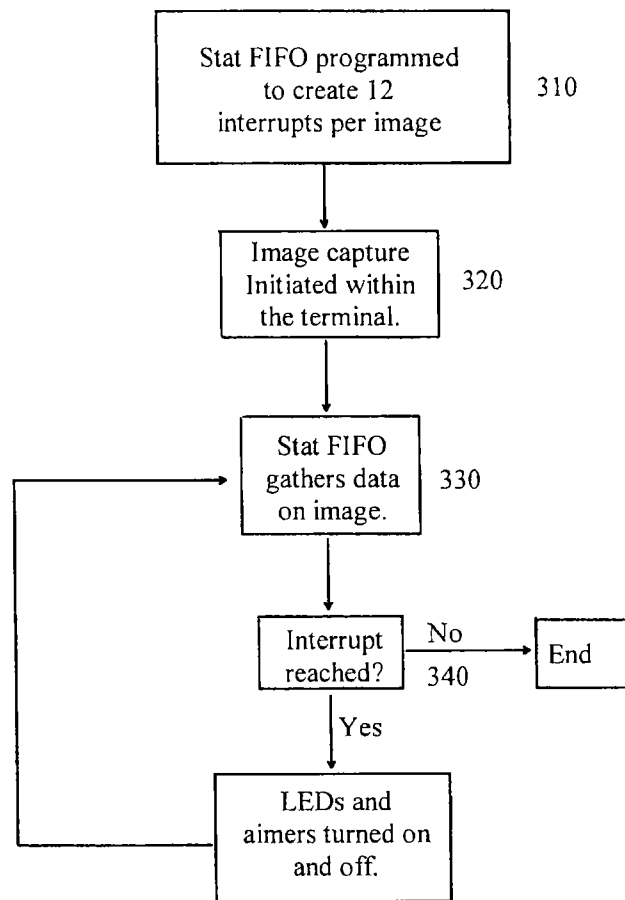 Stat FIFO programmed
to create 12
interrupts per image
310
Image capture
Initiated within
the terminal.
320
Stat FIFO
gathers data
on image.
330
Interrupt
reached?
No
340
End
Yes
LEDs and
aimers turned on
and off.